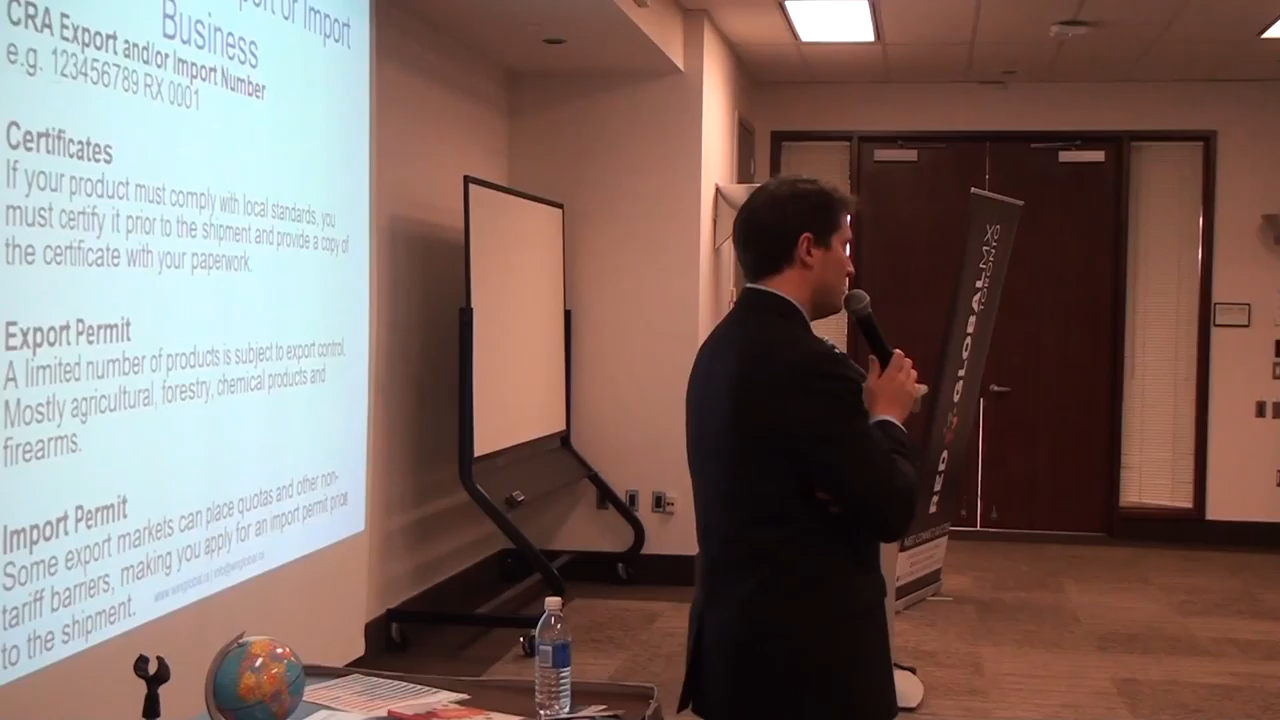 port or Import
Business
CRA Export and/or Import Number
e.g. 123456789 RX 0001
Certificates
If your product must comply with local standards, you
must certify it prior to the shipment and provide a copy of
the certificate with your paperwork.
Export Permit
A limited number of products is subject to export control.
Mostly agricultural, forestry, chemical products and
firearms.
Import Permit
Some export markets can place quotas and other non-
tariff barriers, making you apply for an import permit price
to the shipment.
RED GLOBALMX
TORONTO